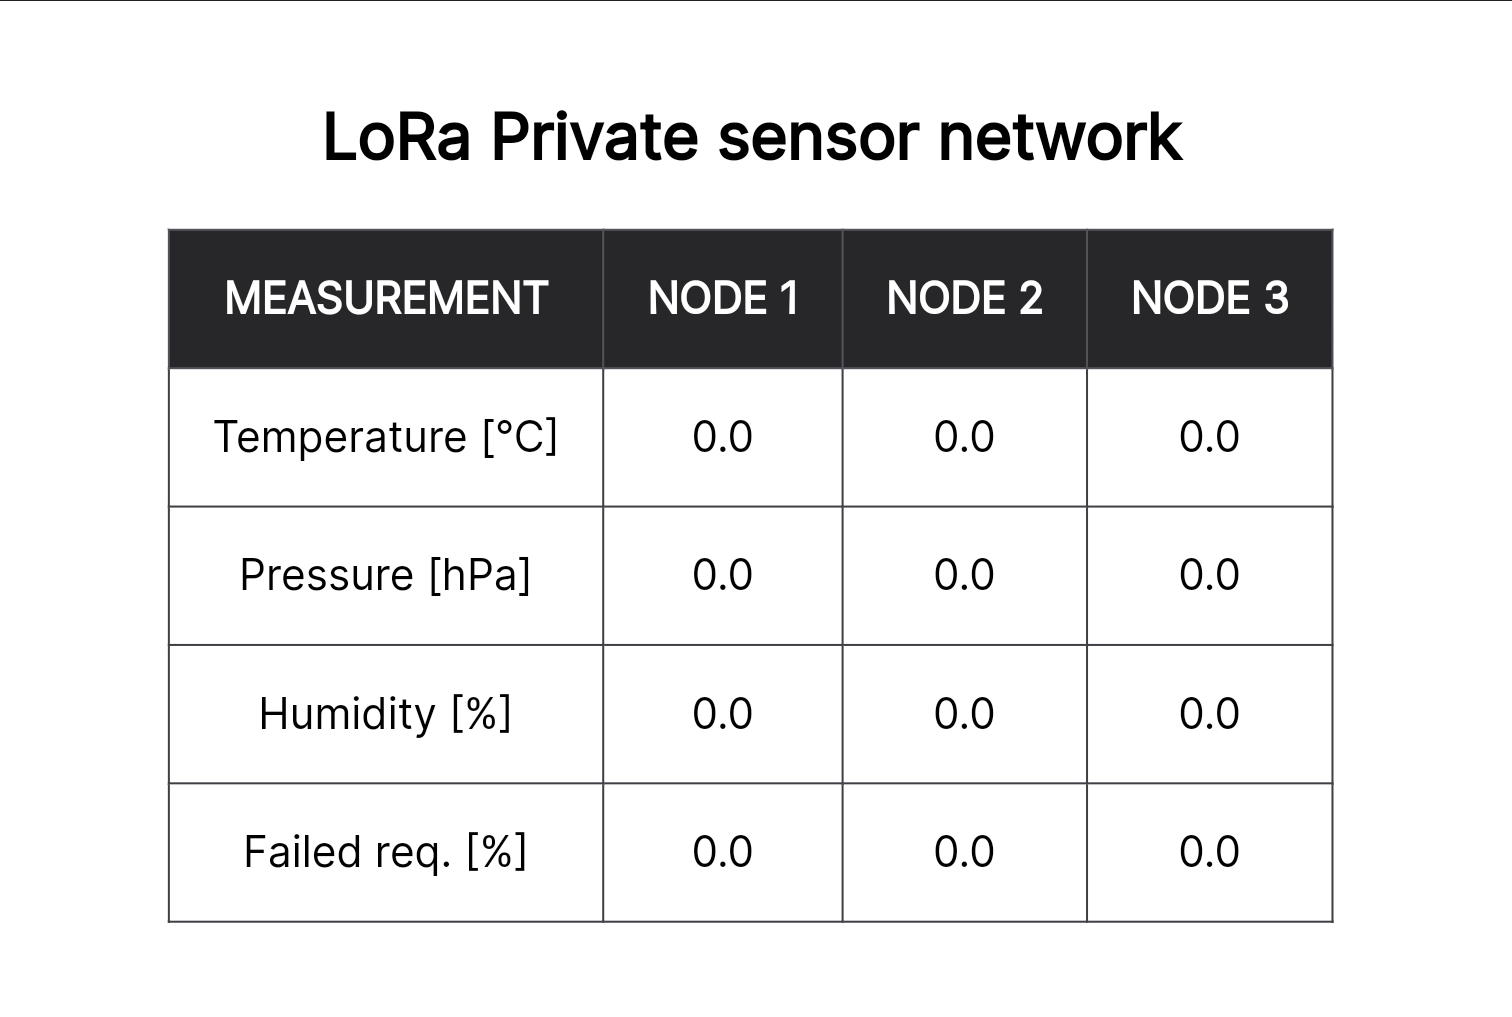 LoRa Private sensor network
MEASUREMENT NODE 1 NODE 2 NODE 3
Temperature [°C] 0.0 0.0 0.0
Pressure [hPa] 0.0 0.0 0.0
Humidity [%] 0.0 0.0 0.0
Failed req. [%] 0.0 0.0 0.0